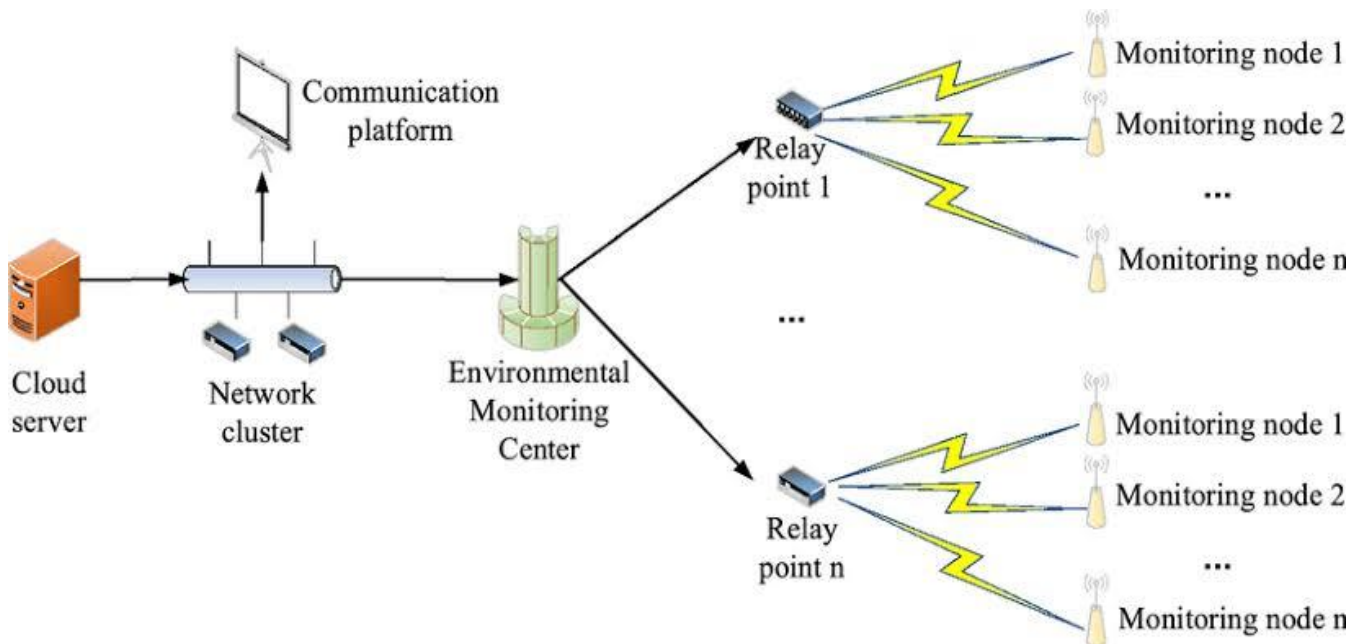 Communication
platform
Cloud
server
Network
cluster
Environmental
Monitoring
Center
Relay
point 1
Monitoring node 1
Monitoring node 2
...
Monitoring node n
...
Relay
point n
Monitoring node 1
Monitoring node 2
...
Monitoring node n